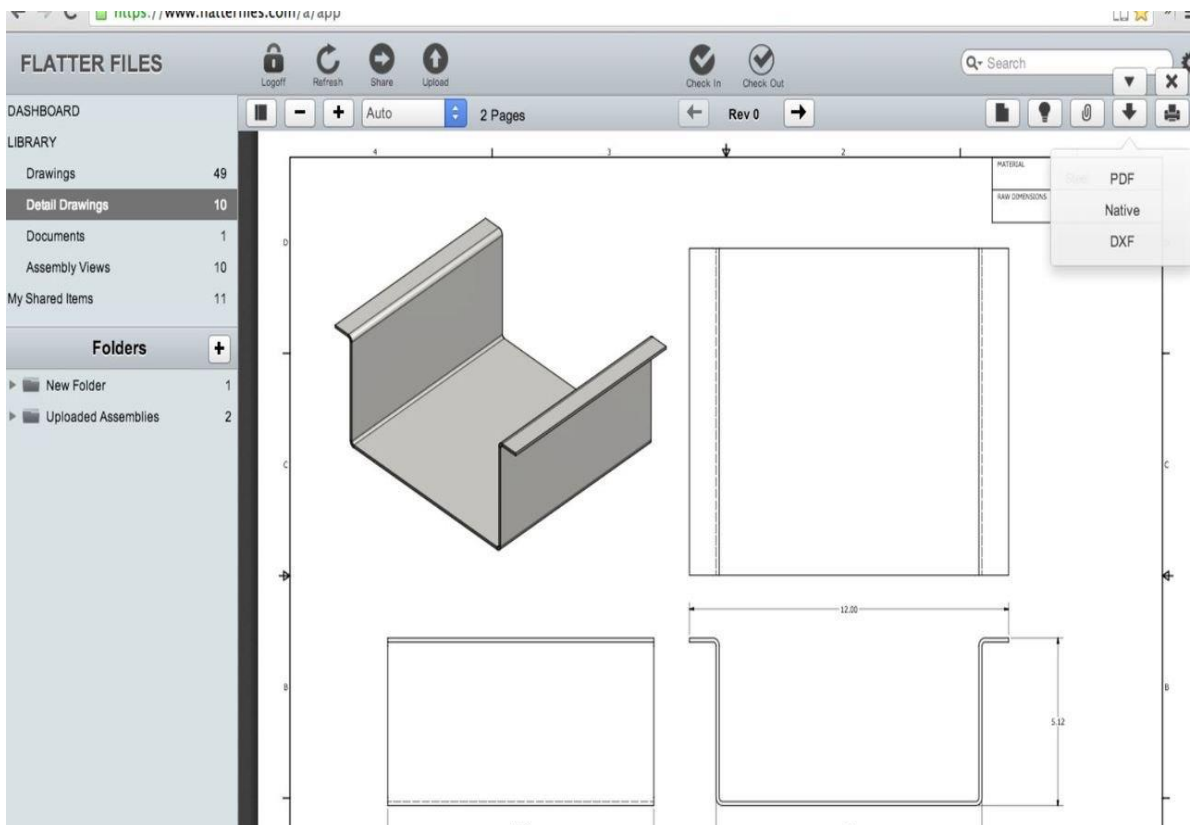 https://www.flatterfiles.com/a/app
FLATTER FILES
Logoff
Refresh
Share
Upload
Check In
Check Out
Search
Auto
2 Pages
Rev 0
DASHBOARD
LIBRARY
Drawings 49
Detail Drawings 10
Documents 1
Assembly Views 10
My Shared Items 11
Folders
New Folder 1
Uploaded Assemblies 2
PDF
Native
DXF
4
3
2
MATERIAL
Steel
RAW DIMENSIONS
D
C
C
12.00
B
B
5.12